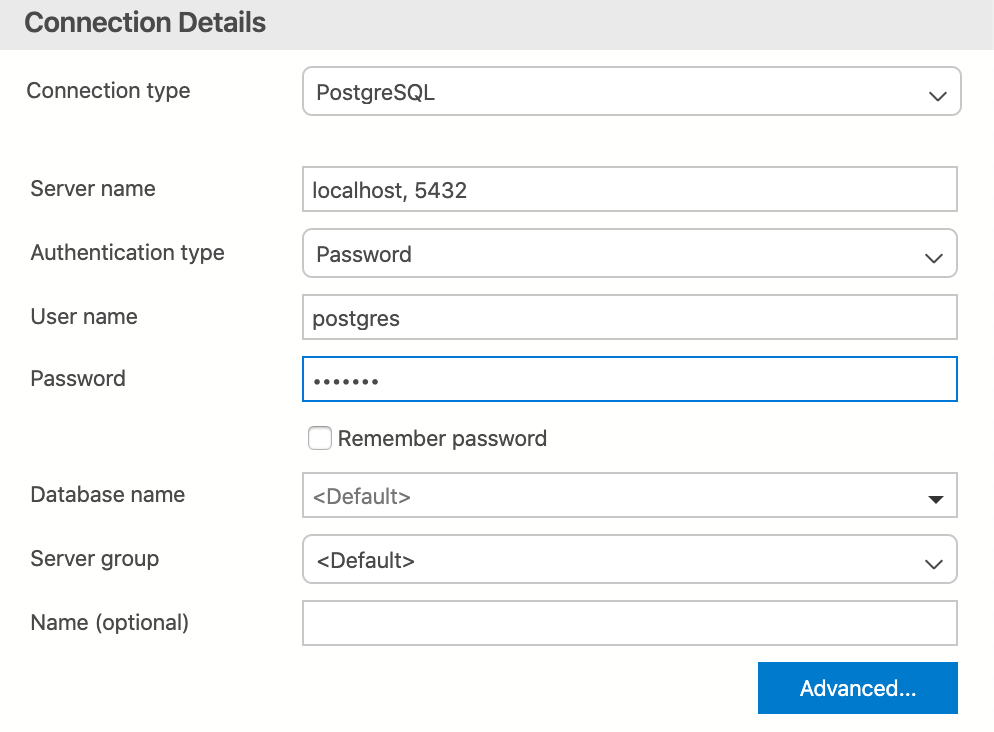 Connection Details
Connection type PostgreSQL
Server name localhost, 5432
Authentication type Password
User name postgres
Password •••••••
Remember password
Database name <Default>
Server group <Default>
Name (optional)
Advanced...